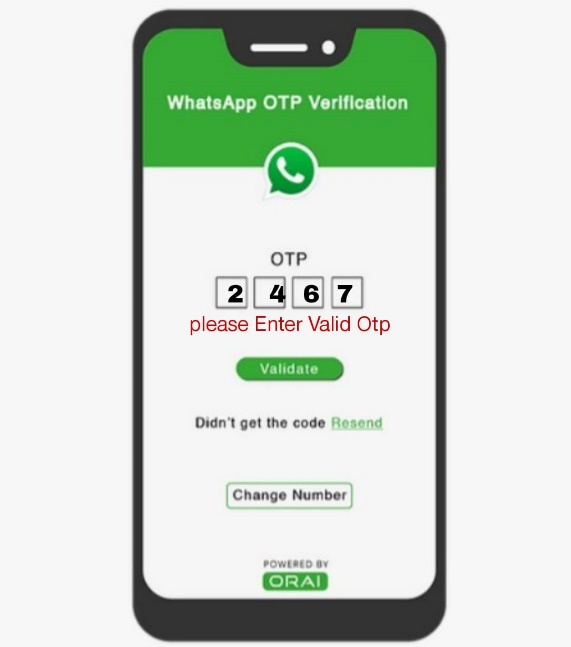 WhatsApp OTP Verification
OTP
2 4 6 7
please Enter Valid Otp
Validate
Didn't get the code Resend
Change Number
POWERED BY
ORAI